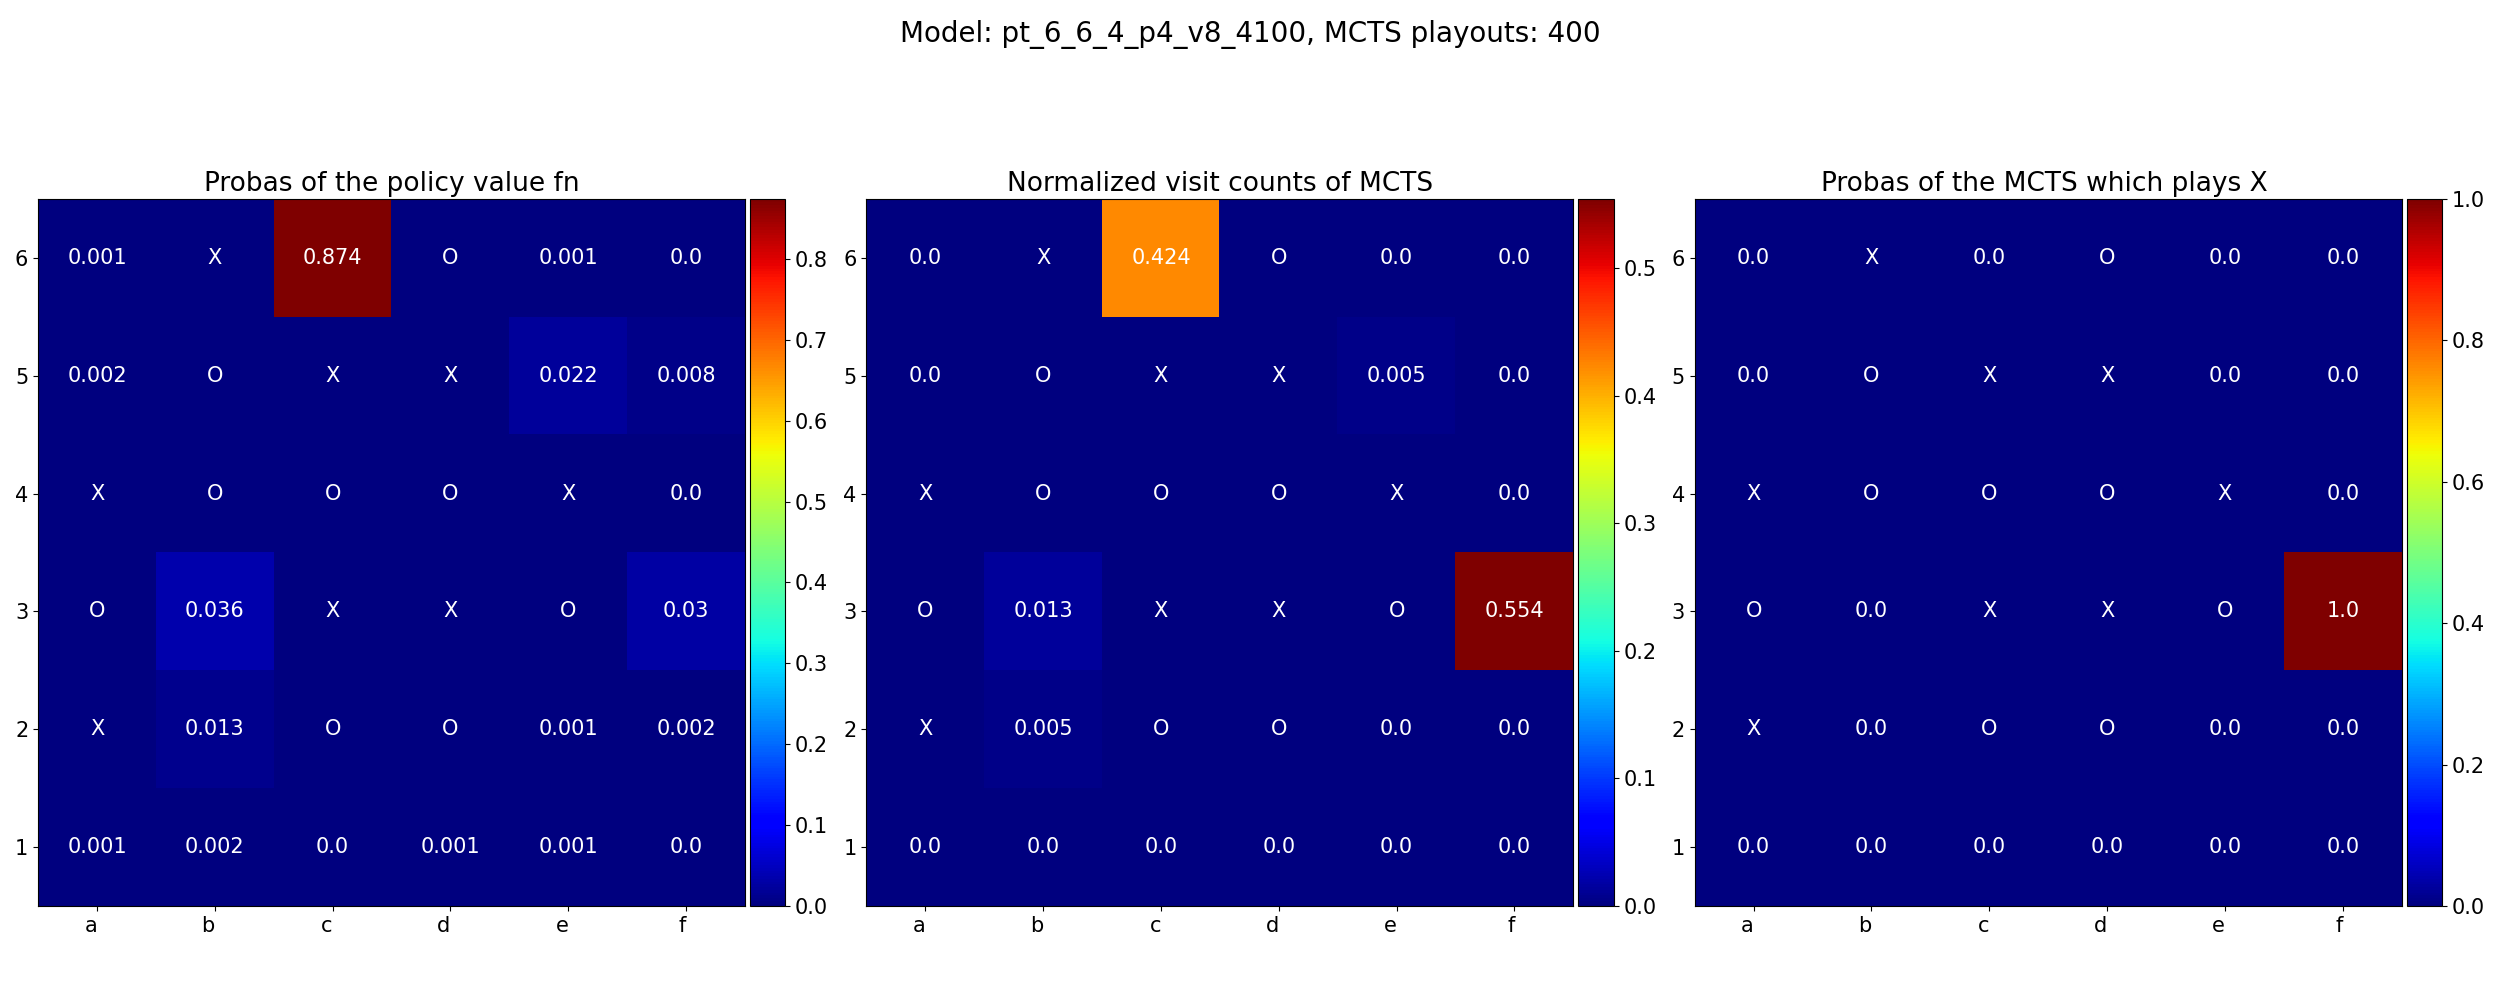 Model: pt_6_6_4_p4_v8_4100, MCTS playouts: 400
Probas of the policy value fn
6 0.001 X 0.874 O 0.001 0.0
5 0.002 O X X 0.022 0.008
4 X O O O X 0.0
3 O 0.036 X X O 0.03
2 X 0.013 O O 0.001 0.002
1 0.001 0.002 0.0 0.001 0.001 0.0
a b c d e f
0.8
0.7
0.6
0.5
0.4
0.3
0.2
0.1
0.0
Normalized visit counts of MCTS
6 0.0 X 0.424 O 0.0 0.0
5 0.0 O X X 0.005 0.0
4 X O O O X 0.0
3 O 0.013 X X O 0.554
2 X 0.005 O O 0.0 0.0
1 0.0 0.0 0.0 0.0 0.0 0.0
a b c d e f
0.5
0.4
0.3
0.2
0.1
0.0
Probas of the MCTS which plays X
6 0.0 X 0.0 O 0.0 0.0
5 0.0 O X X 0.0 0.0
4 X O O O X 0.0
3 O 0.0 X X O 1.0
2 X 0.0 O O 0.0 0.0
1 0.0 0.0 0.0 0.0 0.0 0.0
a b c d e f
1.0
0.8
0.6
0.4
0.2
0.0